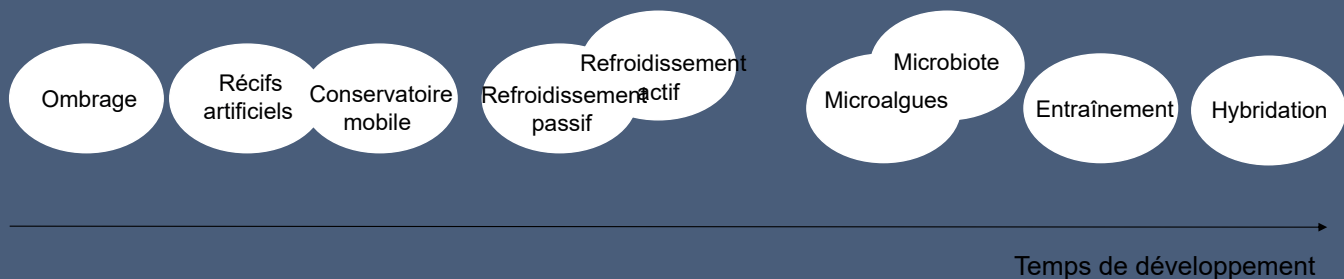 Ombrage
Récifs
artificiels
Conservatoire
mobile
Refroidissement
passif
Refroidissement
actif
Microalgues
Microbiote
Entraînement
Hybridation
Temps de développement